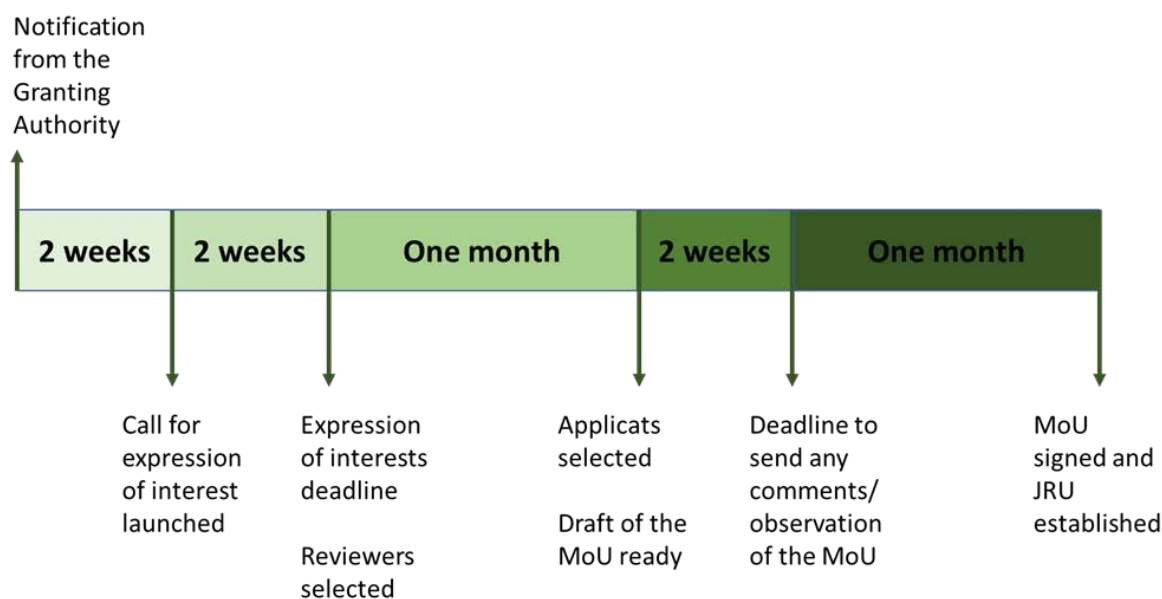 Notification
from the
Granting
Authority
2 weeks
2 weeks
One month
2 weeks
One month
Call for
expression
of interest
launched
Expression
of interests
deadline
Reviewers
selected
Applicats
selected
Draft of the
MoU ready
Deadline to
send any
comments/
observation
of the MoU
MoU
signed and
JRU
established